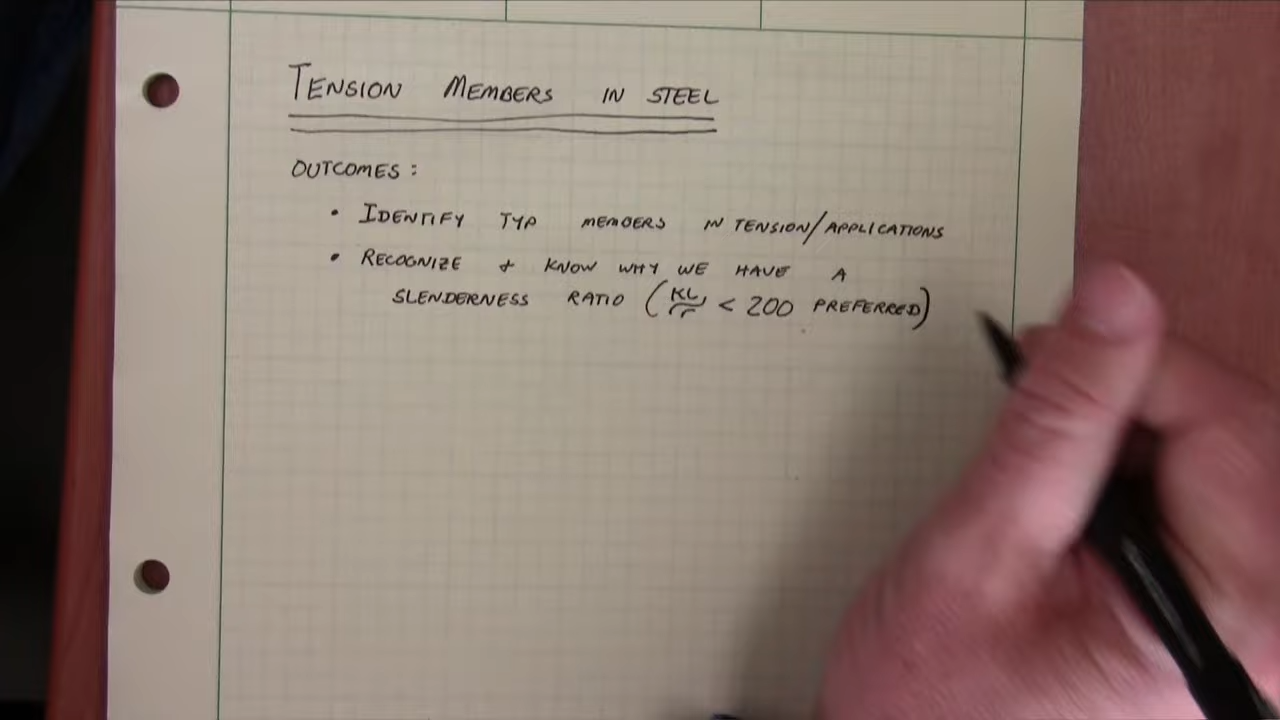 TENSION MEMBERS IN STEEL
OUTCOMES:
• IDENTIFY TYP MEMBERS IN TENSION/APPLICATIONS
• RECOGNIZE & KNOW WHY WE HAVE A
SLENDERNESS RATIO (KL/r < 200 PREFERRED)